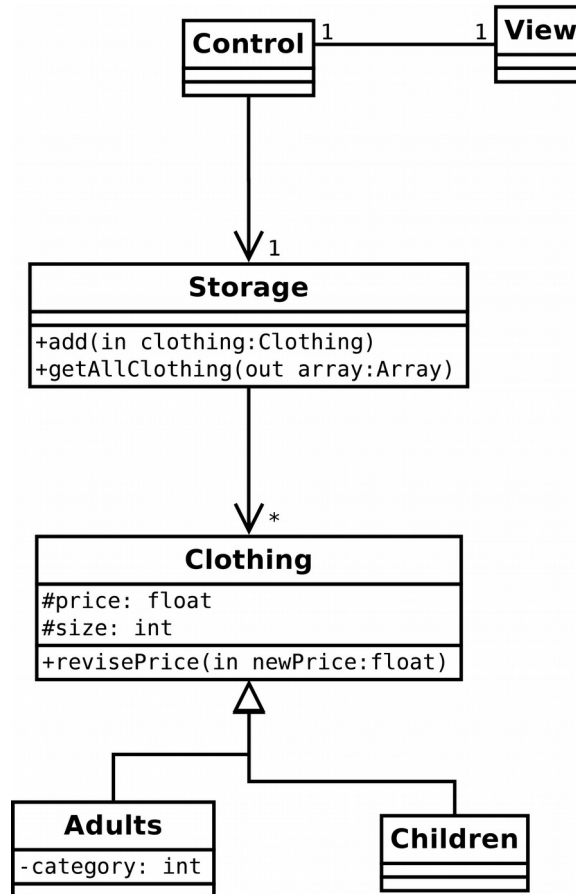 Control
1
1
View
1
Storage
+add(in clothing:Clothing)
+getAllClothing(out array:Array)
*
Clothing
#price: float
#size: int
+revisePrice(in newPrice:float)
Adults
-category: int
Children